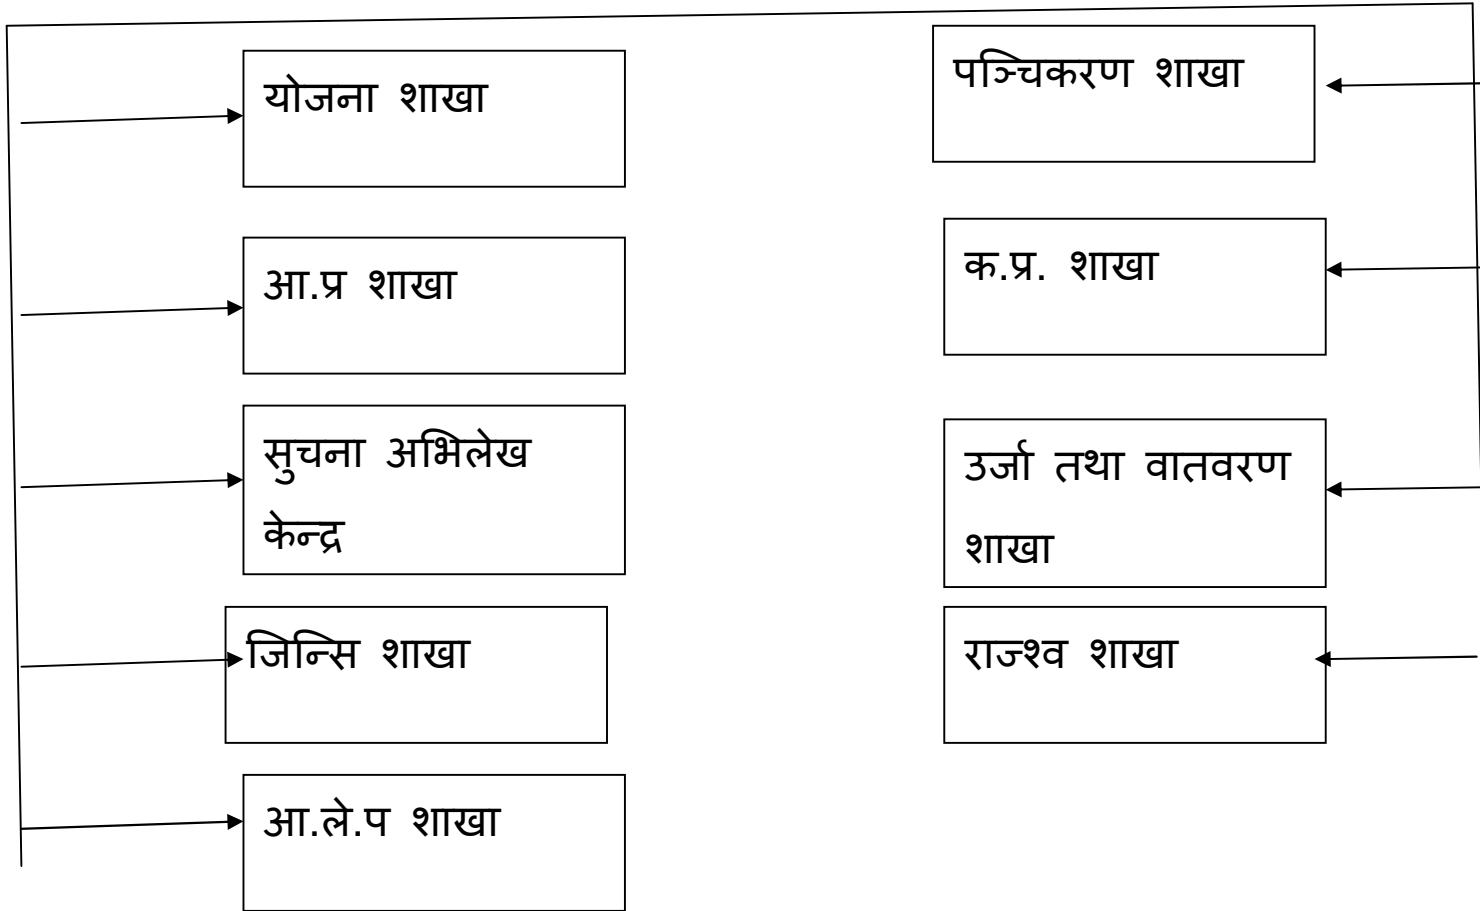 योजना शाखा
आ.प्र शाखा
सुचना अभिलेख
केन्द्र
जिन्सि शाखा
आ.ले.प शाखा
पञ्चिकरण शाखा
क.प्र. शाखा
उर्जा तथा वातवरण
शाखा
राज्श्व शाखा